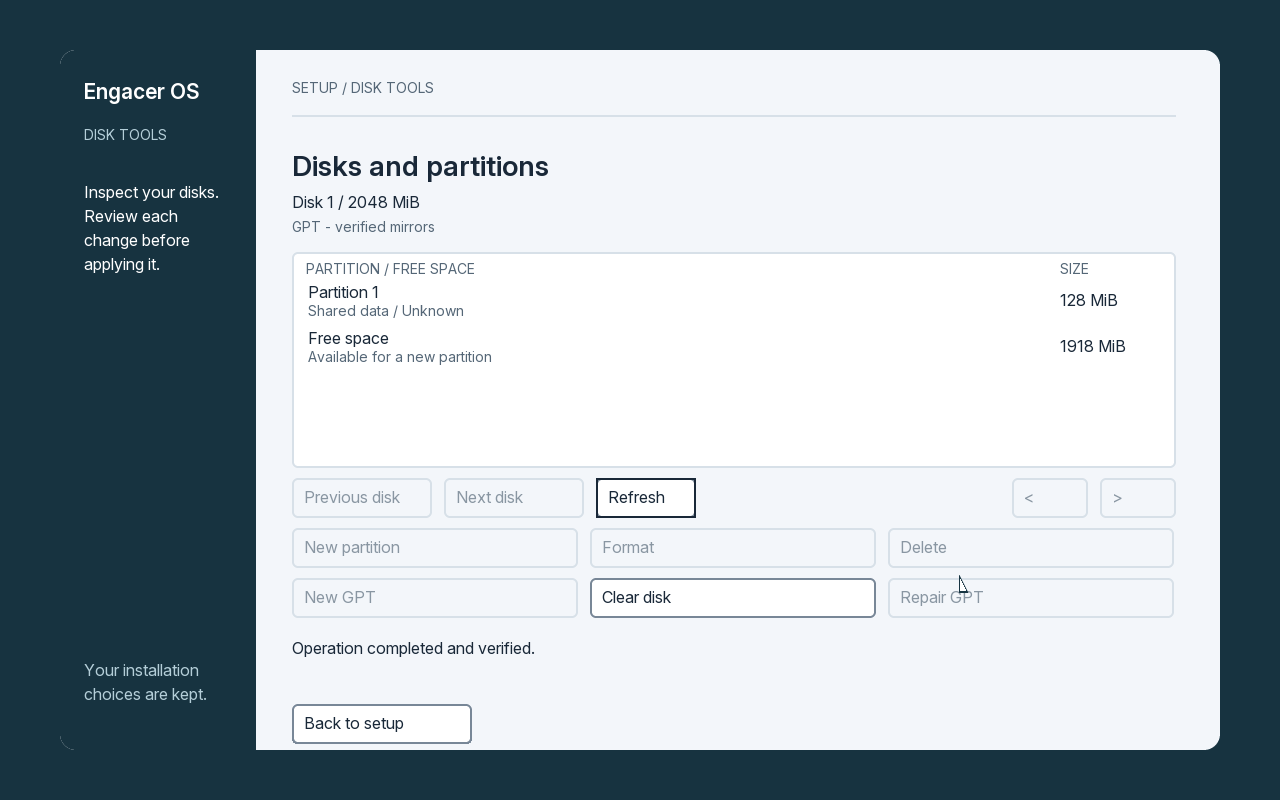 Engacer OS
DISK TOOLS
Inspect your disks.
Review each
change before
applying it.
Your installation
choices are kept.
SETUP / DISK TOOLS
Disks and partitions
Disk 1 / 2048 MiB
GPT - verified mirrors
PARTITION / FREE SPACE SIZE
Partition 1
Shared data / Unknown
128 MiB
Free space
Available for a new partition
1918 MiB
Previous disk Next disk Refresh < >
New partition Format Delete
New GPT Clear disk Repair GPT
Operation completed and verified.
Back to setup